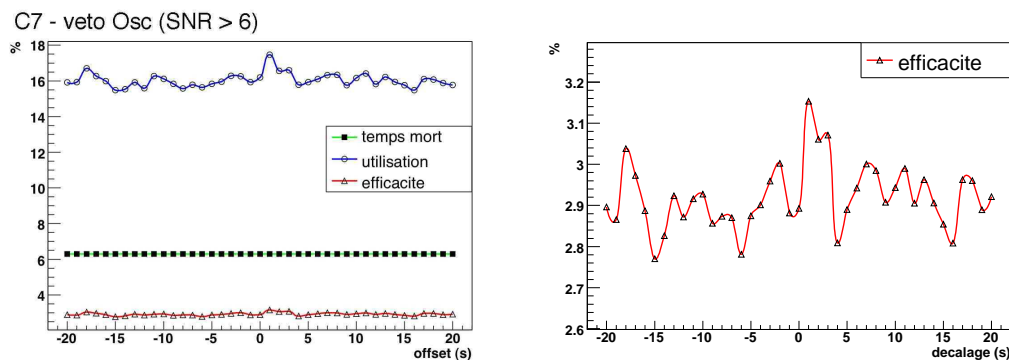 C7 - veto Osc (SNR > 6)
%
18
16
14
12
10
8
6
4
temps mort
utilisation
efficacite
-20 -15 -10 -5 0 5 10 15 20
offset (s)
%
3.2
3.1
3
2.9
2.8
2.7
2.6
efficacite
-20 -15 -10 -5 0 5 10 15 20
decalage (s)